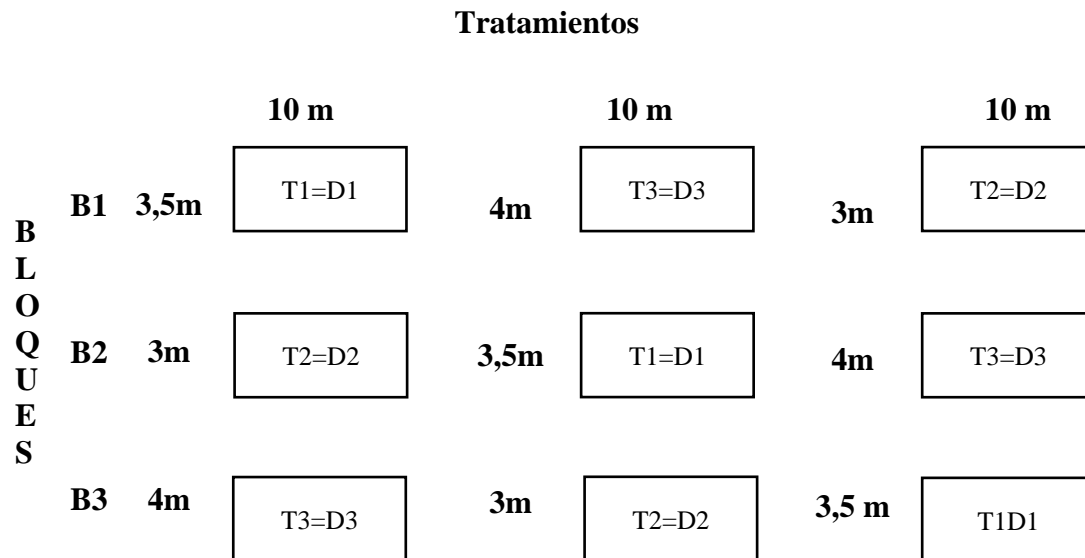 Tratamientos
10 m 10 m 10 m
B1 3,5m T1=D1 4m T3=D3 3m T2=D2
B
L
O
Q
U
E
S
B2 3m T2=D2 3,5m T1=D1 4m T3=D3
B3 4m T3=D3 3m T2=D2 3,5 m T1D1